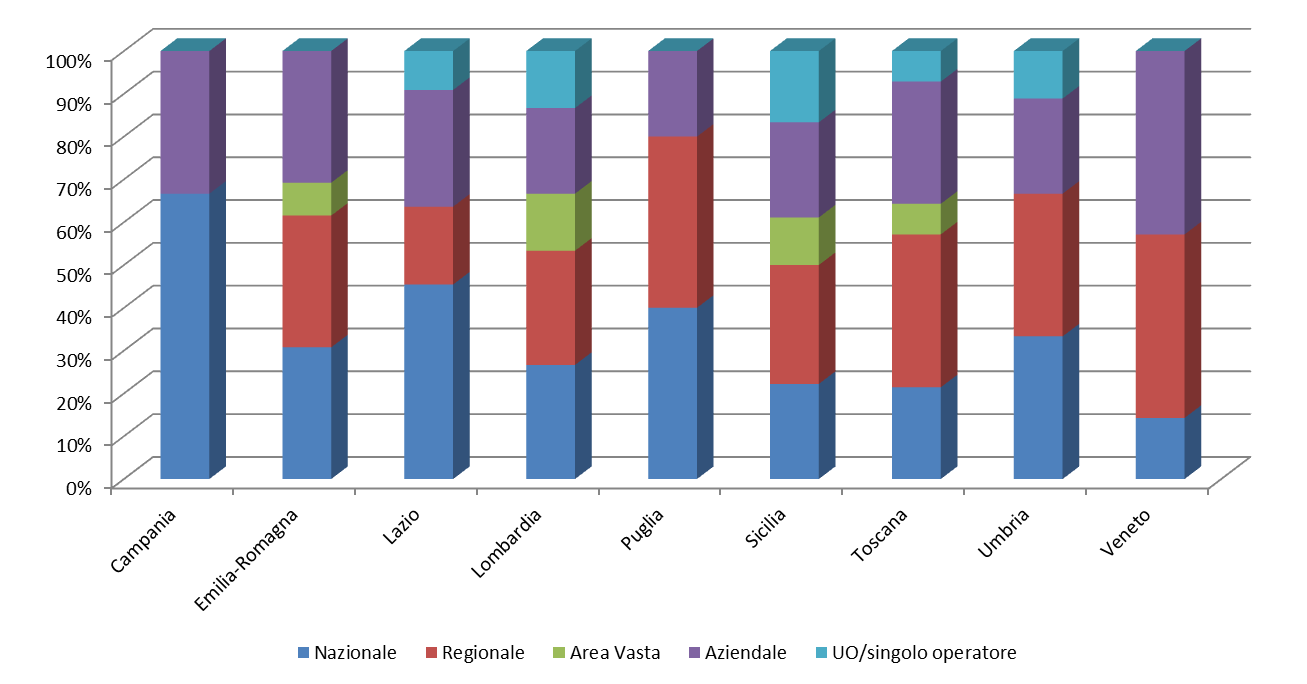 100%
90%
80%
70%
60%
50%
40%
30%
20%
10%
0%
Campania
Emilia-Romagna
Lazio
Lombardia
Puglia
Sicilia
Toscana
Umbria
Veneto
Nazionale Regionale Area Vasta Aziendale UO/singolo operatore